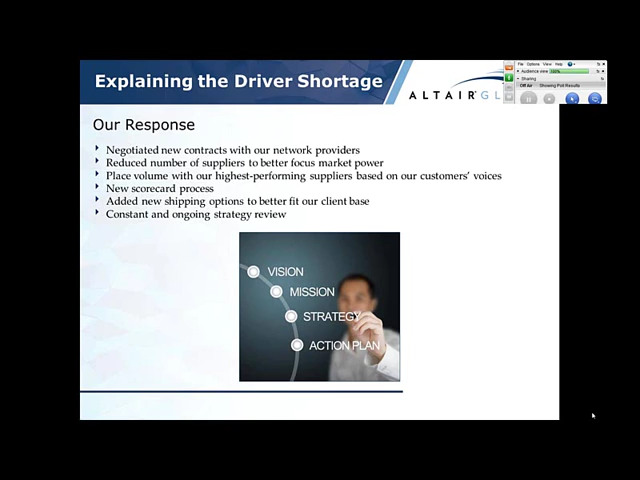 Explaining the Driver Shortage
ALTAIR GL
File Options View Help
Audience view 100%
Sharing
On Air Showing Poll Results
Our Response
Negotiated new contracts with our network providers
Reduced number of suppliers to better focus market power
Place volume with our highest-performing suppliers based on our customers' voices
New scorecard process
Added new shipping options to better fit our client base
Constant and ongoing strategy review
VISION
MISSION
STRATEGY
ACTION PLAN